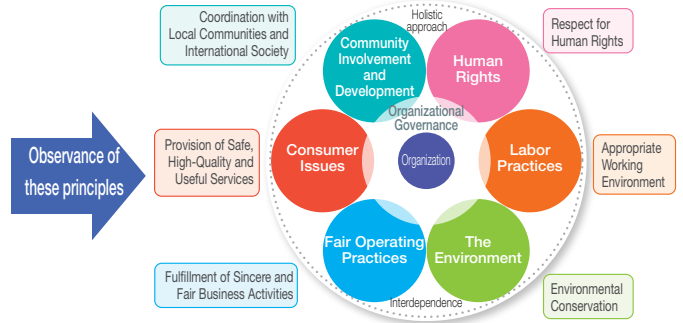 Observance of
these principles
Coordination with
Local Communities and
International Society
Provision of Safe,
High-Quality and
Useful Services
Fulfillment of Sincere and
Fair Business Activities
Holistic
approach
Community
Involvement
and
Development
Human
Rights
Organizational
Governance
Consumer
Issues
Organization
Labor
Practices
Fair Operating
Practices
The
Environment
Interdependence
Respect for
Human Rights
Appropriate
Working
Environment
Environmental
Conservation